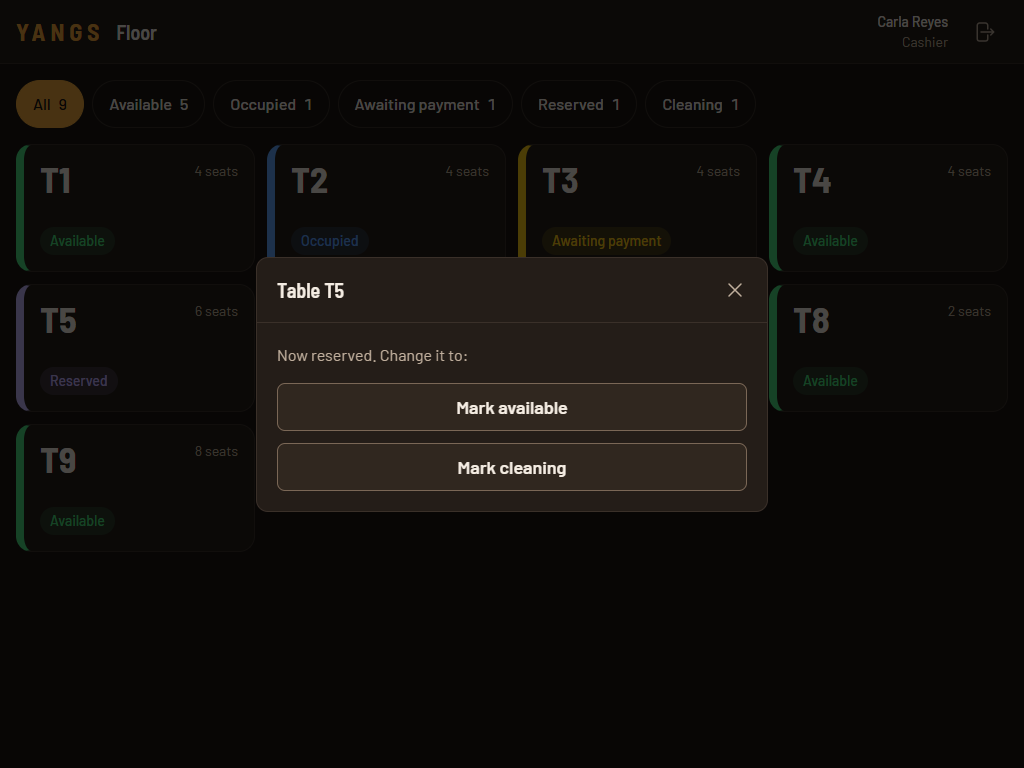 YANGS Floor
Carla Reyes
Cashier
All 9
Available 5
Occupied 1
Awaiting payment 1
Reserved 1
Cleaning 1
T1
4 seats
Available
T2
4 seats
Occupied
T3
4 seats
Awaiting payment
T4
4 seats
Available
T5
6 seats
Reserved
T8
2 seats
Available
T9
8 seats
Available
Table T5
Now reserved. Change it to:
Mark available
Mark cleaning